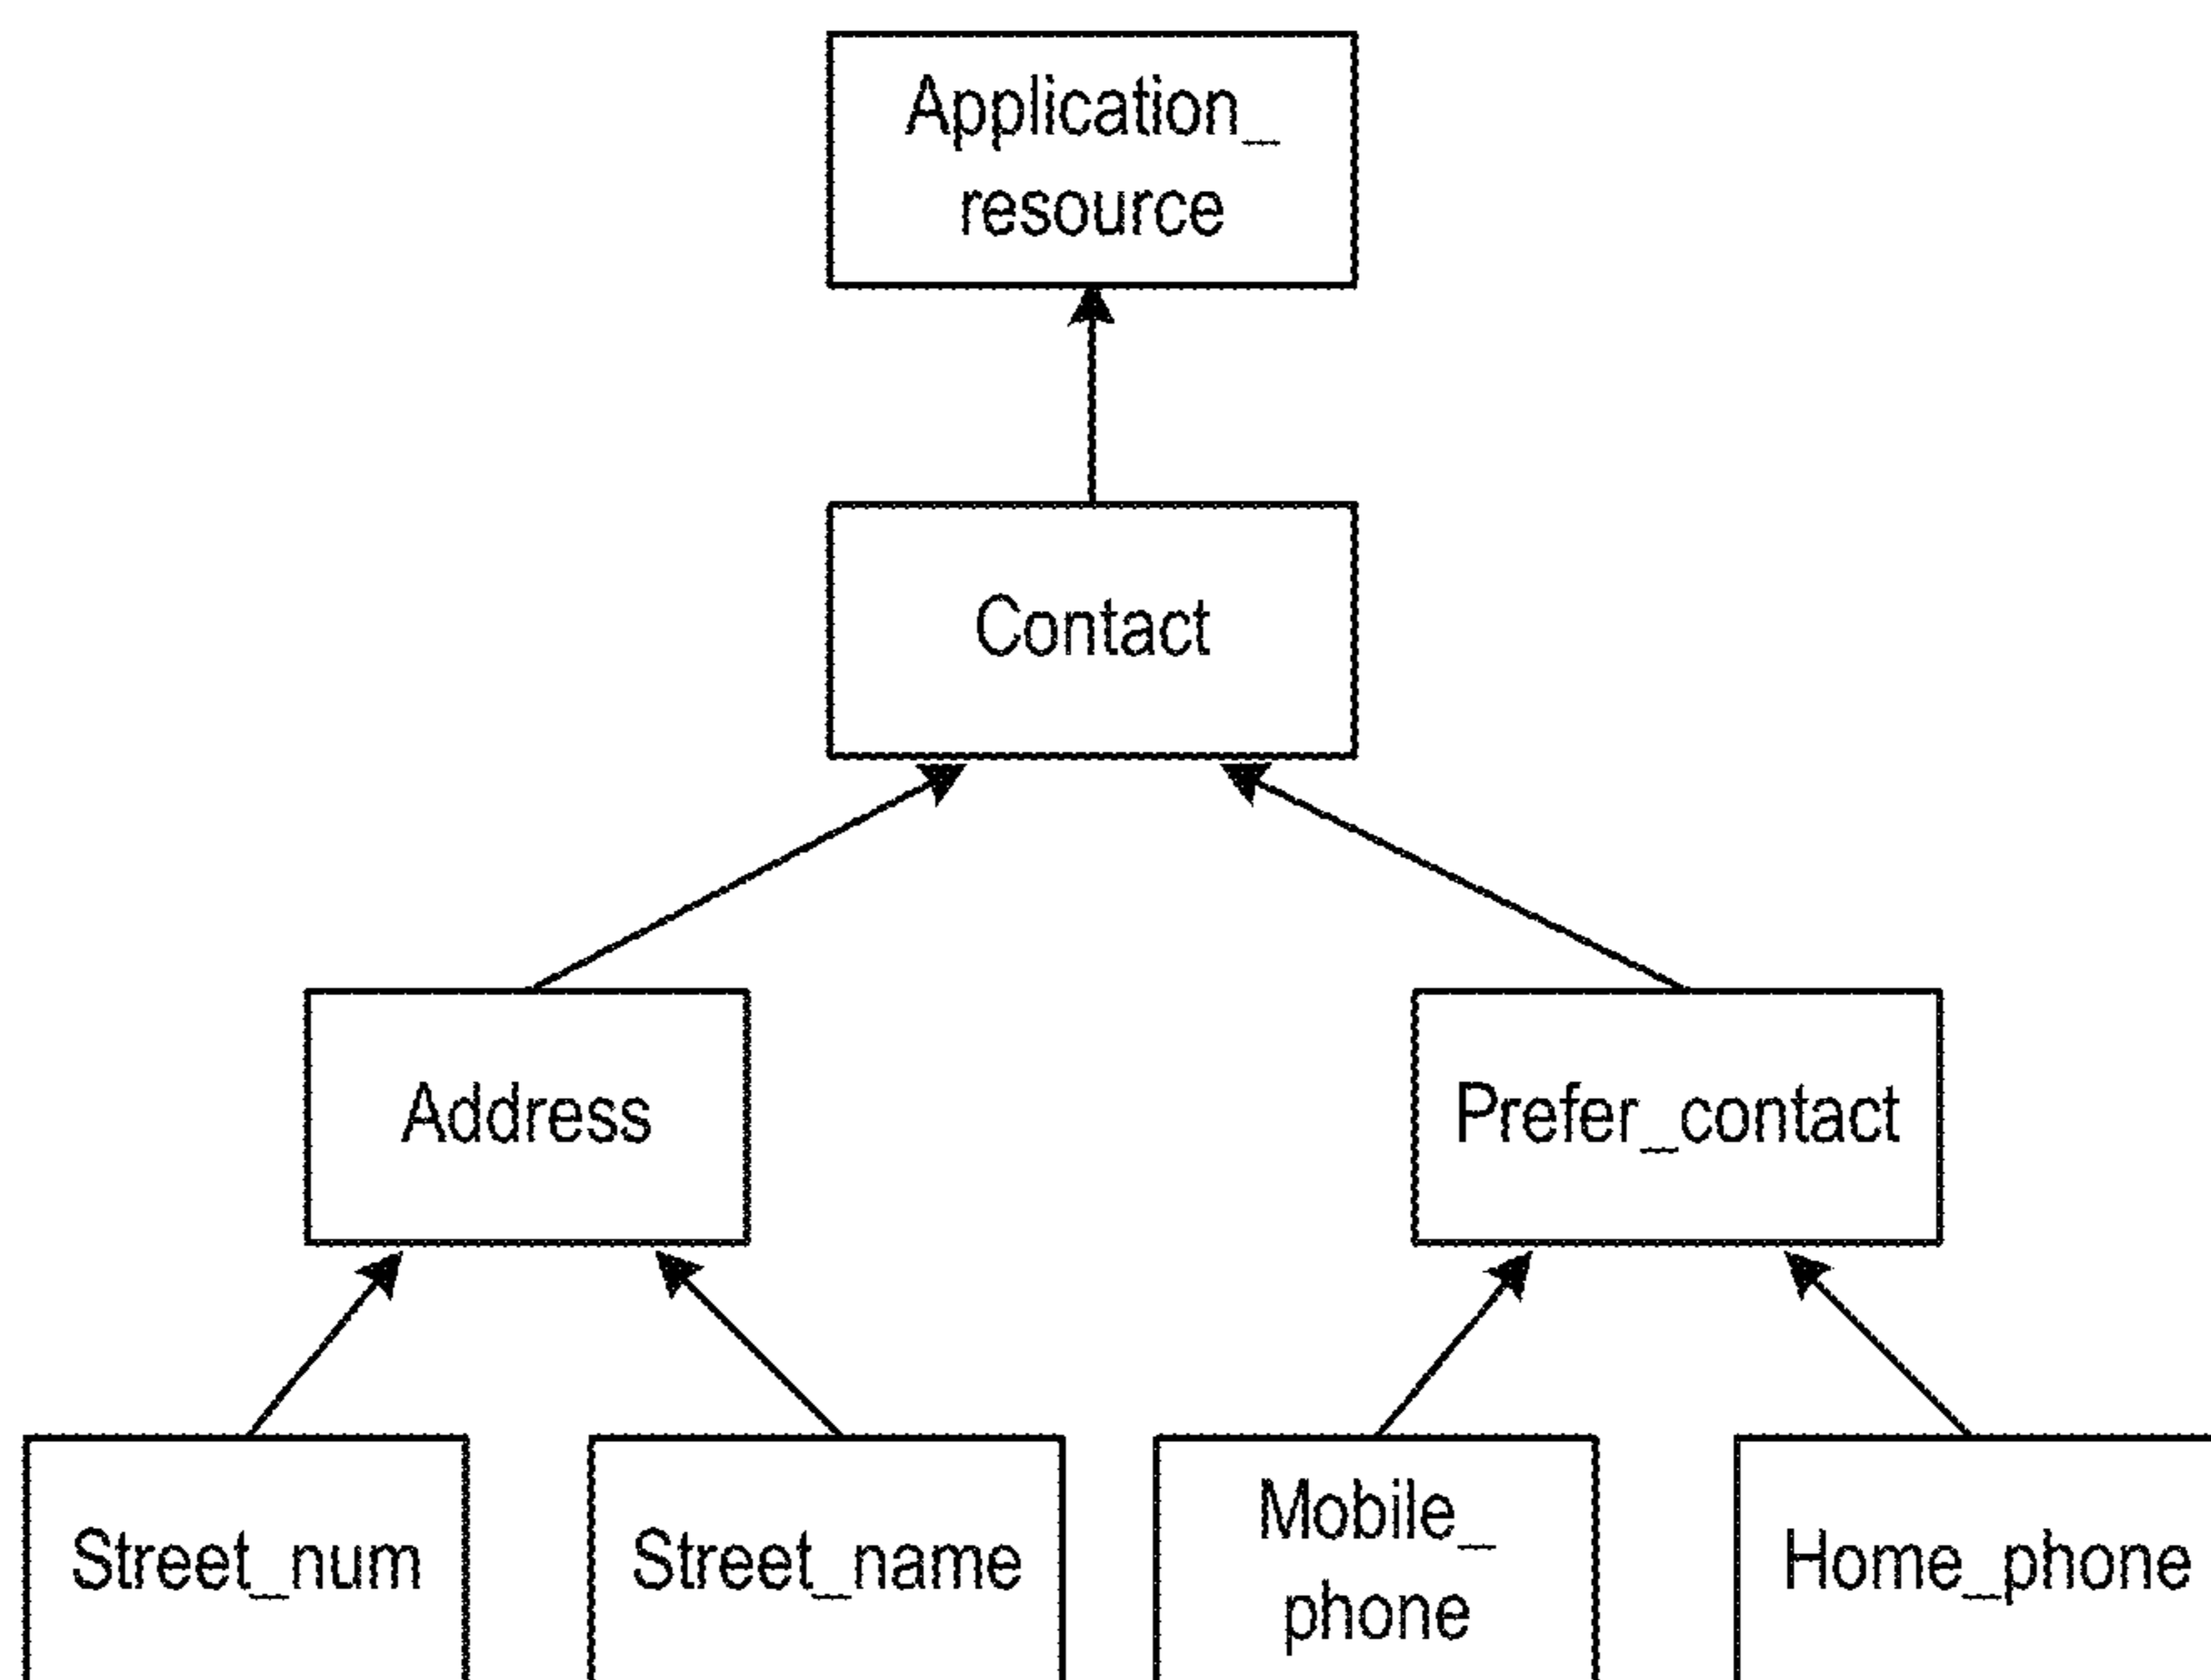 Application_
resource
Contact
Address
Prefer_contact
Street_num
Street_name
Mobile_
phone
Home_phone